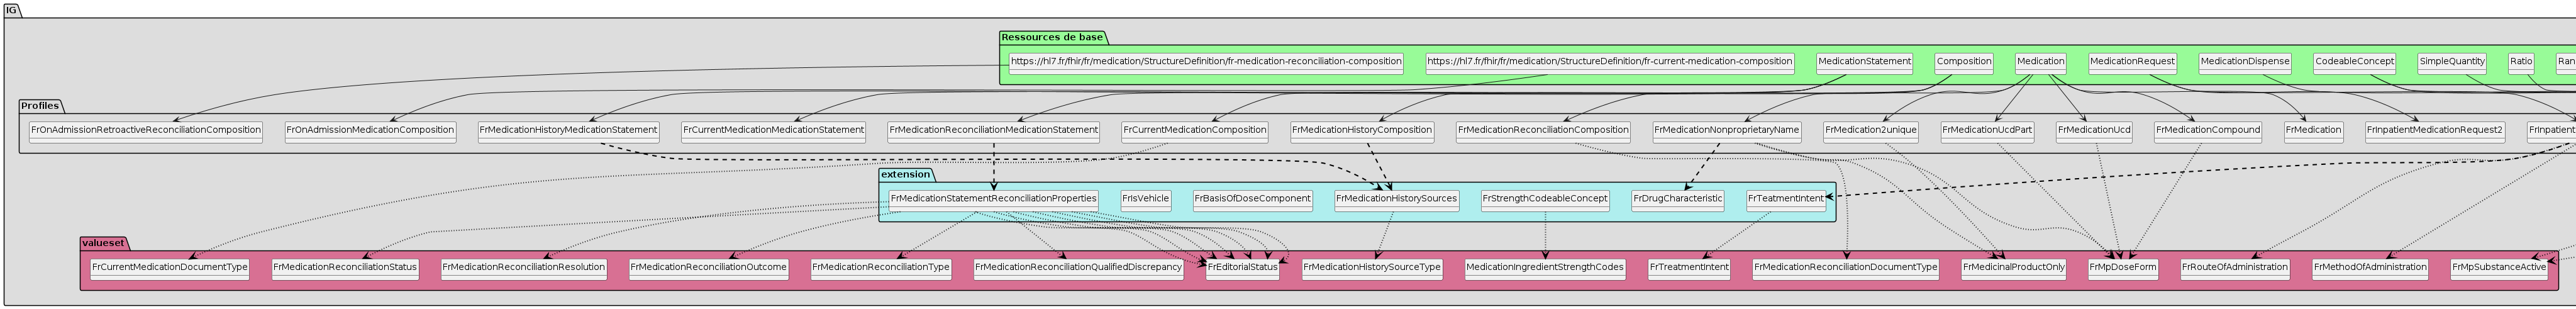 IG
Ressources de base
https://hl7.fr/fhir/fr/medication/StructureDefinition/fr-medication-reconciliation-composition
https://hl7.fr/fhir/fr/medication/StructureDefinition/fr-current-medication-composition
MedicationStatement
Composition
Medication
MedicationRequest
MedicationDispense
CodeableConcept
SimpleQuantity
Ratio
Ran
Profiles
FrOnAdmissionRetroactiveReconciliationComposition
FrOnAdmissionMedicationComposition
FrMedicationHistoryMedicationStatement
FrCurrentMedicationMedicationStatement
FrMedicationReconciliationMedicationStatement
FrCurrentMedicationComposition
FrMedicationHistoryComposition
FrMedicationReconciliationComposition
FrMedicationNonproprietaryName
FrMedication2unique
FrMedicationUcdPart
FrMedicationUcd
FrMedicationCompound
FrMedication
FrInpatientMedicationRequest2
FrInpatient
extension
FrMedicationStatementReconciliationProperties
FrIsVehicle
FrBasisOfDoseComponent
FrMedicationHistorySources
FrStrengthCodeableConcept
FrDrugCharacteristic
FrTeatmentIntent
valueset
FrCurrentMedicationDocumentType
FrMedicationReconciliationStatus
FrMedicationReconciliationResolution
FrMedicationReconciliationOutcome
FrMedicationReconciliationType
FrMedicationReconciliationQualifiedDiscrepancy
FrEditorialStatus
FrMedicationHistorySourceType
MedicationIngredientStrengthCodes
FrTreatmentIntent
FrMedicationReconciliationDocumentType
FrMedicinalProductOnly
FrMpDoseForm
FrRouteOfAdministration
FrMethodOfAdministration
FrMpSubstanceActive